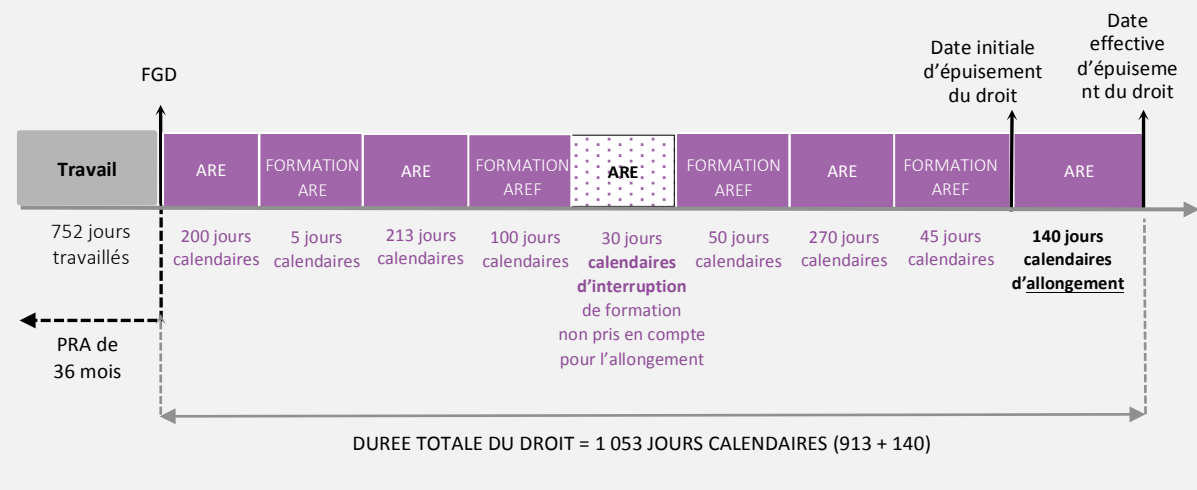 Date
effective
d’épuiseme
nt du droit
Date initiale
d’épuisement
du droit
FGD
Travail
ARE
FORMATION
ARE
ARE
FORMATION
AREF
ARE
FORMATION
AREF
ARE
FORMATION
AREF
ARE
752 jours
travaillés
200 jours
calendaires
5 jours
calendaires
213 jours
calendaires
100 jours
calendaires
30 jours
calendaires
d’interruption
de formation
non pris en compte
pour l’allongement
50 jours
calendaires
270 jours
calendaires
45 jours
calendaires
140 jours
calendaires
d’allongement
PRA de
36 mois
DUREE TOTALE DU DROIT = 1 053 JOURS CALENDAIRES (913 + 140)